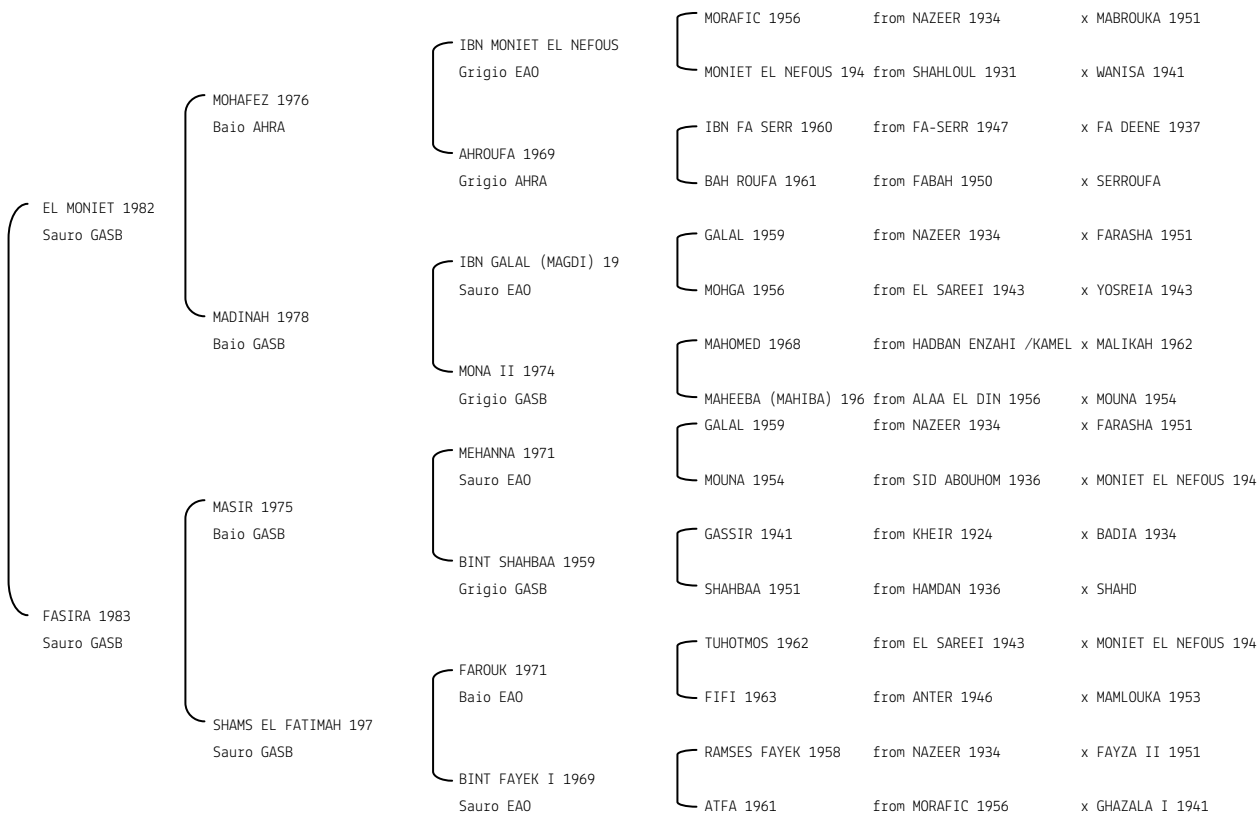 MORAFIC 1956 from NAZEER 1934 x MABROUKA 1951
IBN MONIET EL NEFOUS
Grigio EAO
MONIET EL NEFOUS 194 from SHAHLOUL 1931 x WANISA 1941
MOHAFEZ 1976
Baio AHRA
IBN FA SERR 1960 from FA-SERR 1947 x FA DEENE 1937
AHROUFA 1969
Grigio AHRA
BAH ROUFA 1961 from FABAH 1950 x SERROUFA
EL MONIET 1982
Sauro GASB
GALAL 1959 from NAZEER 1934 x FARASHA 1951
IBN GALAL (MAGDI) 19
Sauro EAO
MOHGA 1956 from EL SAREEI 1943 x YOSREIA 1943
MADINAH 1978
Baio GASB
MAHOMED 1968 from HADBAN ENZAHI /KAMEL x MALIKAH 1962
MONA II 1974
Grigio GASB
MAHEEBA (MAHIBA) 196 from ALAA EL DIN 1956 x MOUNA 1954
GALAL 1959 from NAZEER 1934 x FARASHA 1951
MEHANNA 1971
Sauro EAO
MOUNA 1954 from SID ABOUHOM 1936 x MONIET EL NEFOUS 194
MASIR 1975
Baio GASB
GASSIR 1941 from KHEIR 1924 x BADIA 1934
BINT SHAHBAA 1959
Grigio GASB
SHAHBAA 1951 from HAMDAN 1936 x SHAHD
FASIRA 1983
Sauro GASB
TUHOTMOS 1962 from EL SAREEI 1943 x MONIET EL NEFOUS 194
FAROUK 1971
Baio EAO
FIFI 1963 from ANTER 1946 x MAMLOUKA 1953
SHAMS EL FATIMAH 197
Sauro GASB
RAMSES FAYEK 1958 from NAZEER 1934 x FAYZA II 1951
BINT FAYEK I 1969
Sauro EAO
ATFA 1961 from MORAFIC 1956 x GHAZALA I 1941